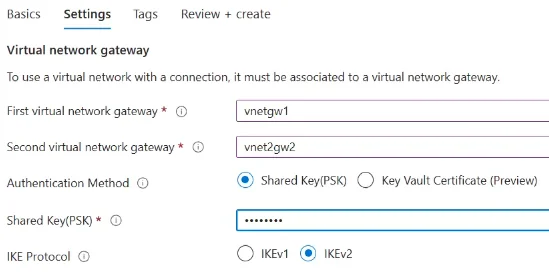 Basics Settings Tags Review + create
Virtual network gateway
To use a virtual network with a connection, it must be associated to a virtual network gateway.
First virtual network gateway * vnetgw1
Second virtual network gateway * vnet2gw2
Authentication Method Shared Key(PSK) Key Vault Certificate (Preview)
Shared Key(PSK) * ••••••••
IKE Protocol IKEv1 IKEv2